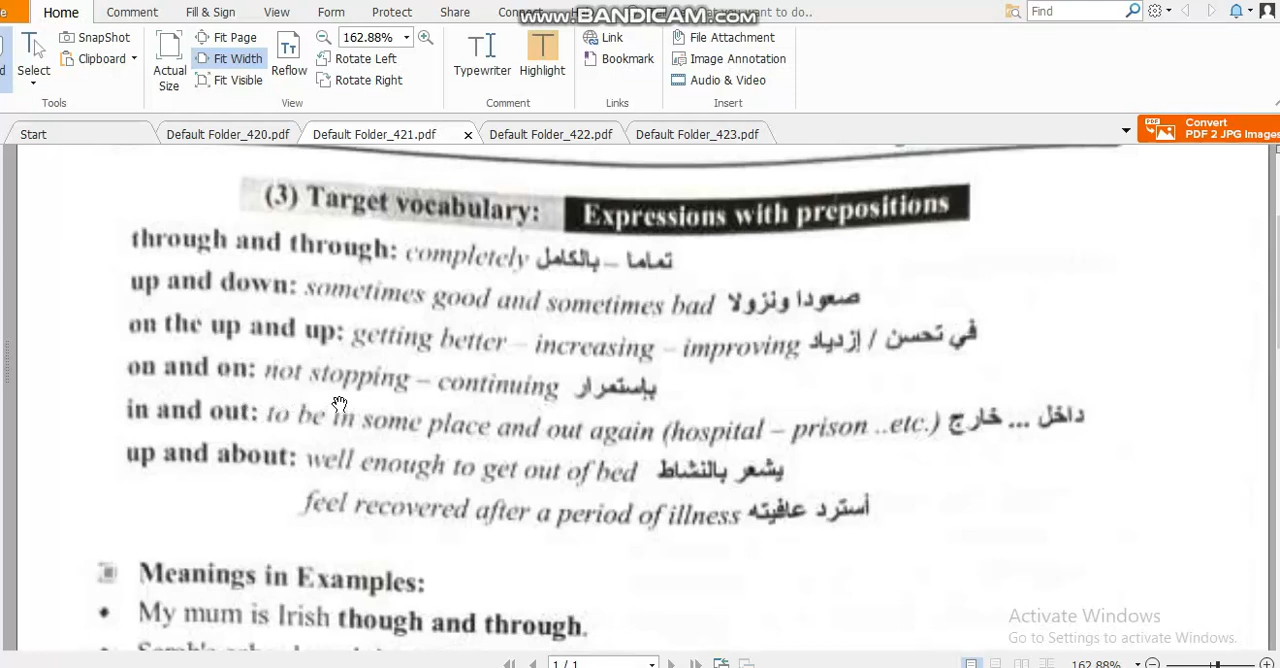 Home Comment Fill & Sign View Form Protect Share Connect www.BANDICAM.com t you want to do.. Find
SnapShot
Clipboard
Select
Tools
Actual Size
Fit Page
Fit Width
Fit Visible
Reflow
162.88%
Rotate Left
Rotate Right
View
Typewriter
Highlight
Comment
Link
Bookmark
Links
File Attachment
Image Annotation
Audio & Video
Insert
Start Default Folder_420.pdf Default Folder_421.pdf Default Folder_422.pdf Default Folder_423.pdf
Convert
PDF 2 JPG Images
(3) Target vocabulary: Expressions with prepositions
through and through: completely تماما – بالكامل
up and down: sometimes good and sometimes bad صعودا ونزولا
on the up and up: getting better – increasing – improving في تحسن / إزدياد
on and on: not stopping – continuing بإستمرار
in and out: to be in some place and out again (hospital – prison ..etc.) داخل ... خارج
up and about: well enough to get out of bed يشعر بالنشاط
feel recovered after a period of illness أسترد عافيته
Meanings in Examples:
• My mum is Irish though and through.
Activate Windows
Go to Settings to activate Windows.
1 / 1
162.88%